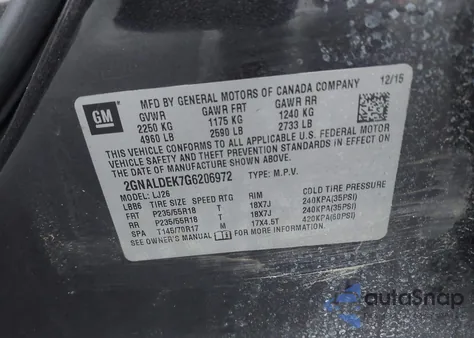 MFD BY GENERAL MOTORS OF CANADA COMPANY 12/15
GM GVWR GAWR FRT GAWR RR
2250 KG 1175 KG 1240 KG
4960 LB 2590 LB 2733 LB
THIS VEHICLE CONFORMS TO ALL APPLICABLE U.S. FEDERAL MOTOR
VEHICLE SAFETY AND THEFT PREVENTION STANDARDS IN EFFECT ON
THE DATE OF MANUFACTURE SHOWN ABOVE.
2GNALDEK7G6206972 TYPE: M.P.V.
MODEL: LJ26
LBB6 TIRE SIZE SPEED RTG RIM COLD TIRE PRESSURE
FRT P235/55R18 T 18X7J 240KPA(35PSI)
RR P235/55R18 T 18X7J 240KPA(35PSI)
SPA T145/70R17 M 17X4.5T 420KPA(60PSI)
SEE OWNER'S MANUAL FOR MORE INFORMATION.
autoSnap